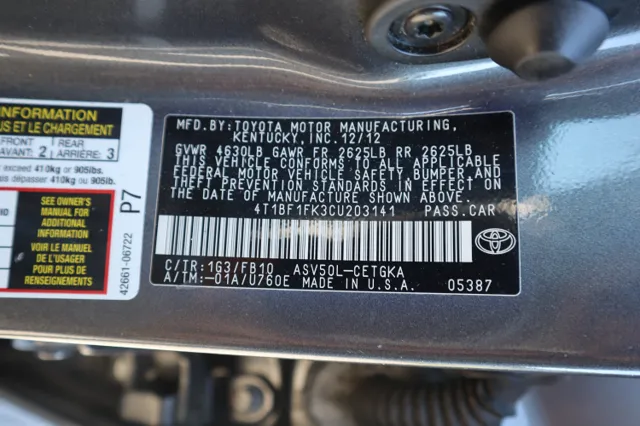 INFORMATION
US ET LE CHARGEMENT
FRONT
AVANT: 2
REAR
ARRIÈRE: 3
exceed 410kg or 905lb.
dépasser 410kg ou 905lb.
SEE OWNER'S
MANUAL FOR
ADDITIONAL
INFORMATION
VOIR LE MANUEL
DE L'USAGER
POUR PLUS DE
RENSEIGNEMENTS
P7
42661-06722
MFD. BY: TOYOTA MOTOR MANUFACTURING,
KENTUCKY, INC. 12/12
GVWR 4630LB GAWR FR 2625LB RR 2625LB
THIS VEHICLE CONFORMS TO ALL APPLICABLE
FEDERAL MOTOR VEHICLE SAFETY, BUMPER, AND
THEFT PREVENTION STANDARDS IN EFFECT ON
THE DATE OF MANUFACTURE SHOWN ABOVE.
4T1BF1FK3CU203141 PASS.CAR
C/TR:1G3/FB10 ASV50L-CETGKA
A/TM:-01A/U760E MADE IN U.S.A.
05387
TOYOTA